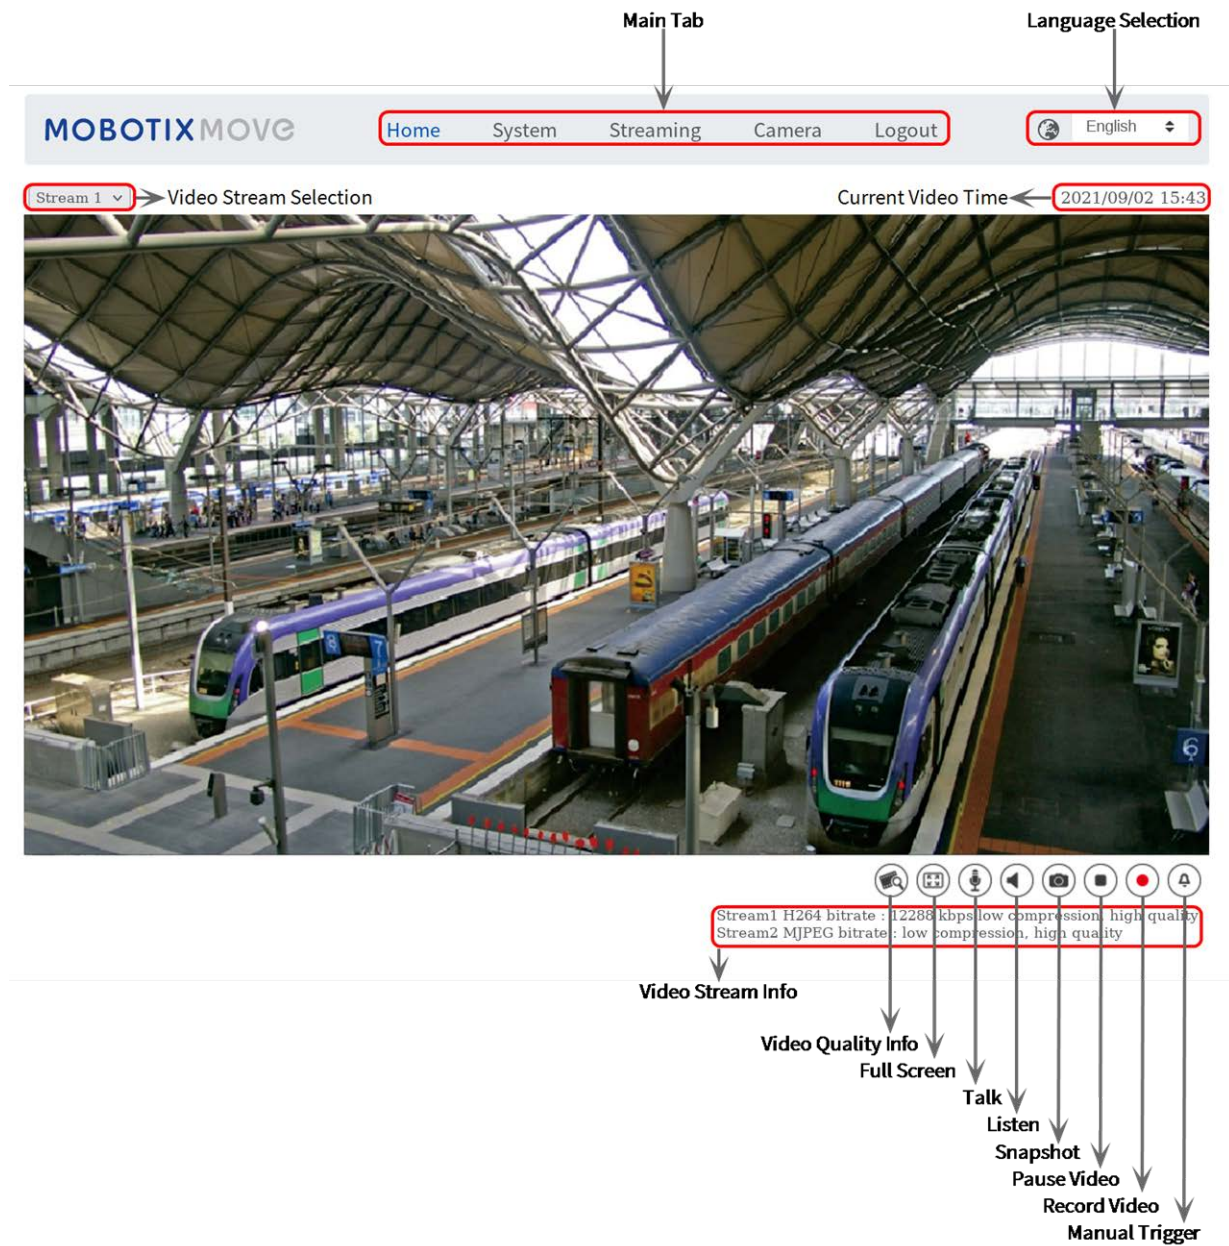 Main Tab
Language Selection
MOBOTIX MOVE
Home System Streaming Camera Logout
English
Stream 1
Video Stream Selection
Current Video Time
2021/09/02 15:43
8
7
6
Stream1 H264 bitrate : 12288 kbps low compression, high quality
Stream2 MJPEG bitrate : low compression, high quality
Video Stream Info
Video Quality Info
Full Screen
Talk
Listen
Snapshot
Pause Video
Record Video
Manual Trigger